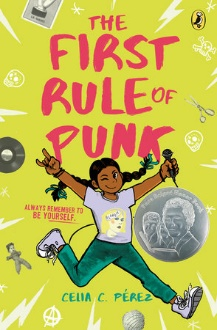 THE
FIRST
RULE OF
PUNK
ALWAYS REMEMBER TO
BE YOURSELF.
CELIA C. PÉREZ